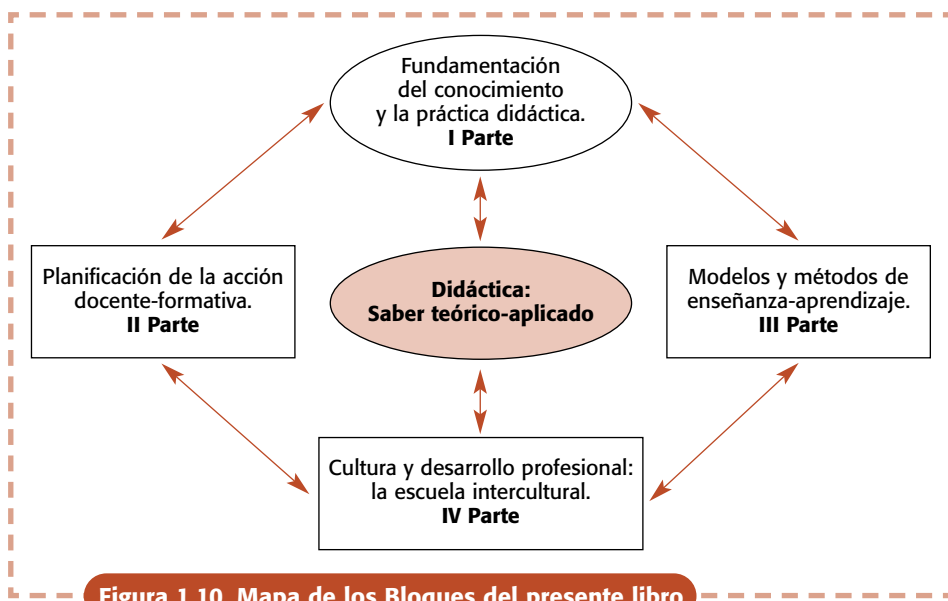 Fundamentación
del conocimiento
y la práctica didáctica.
I Parte
Planificación de la acción
docente-formativa.
II Parte
Didáctica:
Saber teórico-aplicado
Modelos y métodos de
enseñanza-aprendizaje.
III Parte
Cultura y desarrollo profesional:
la escuela intercultural.
IV Parte
Figura 1.10. Mapa de los Bloques del presente libro